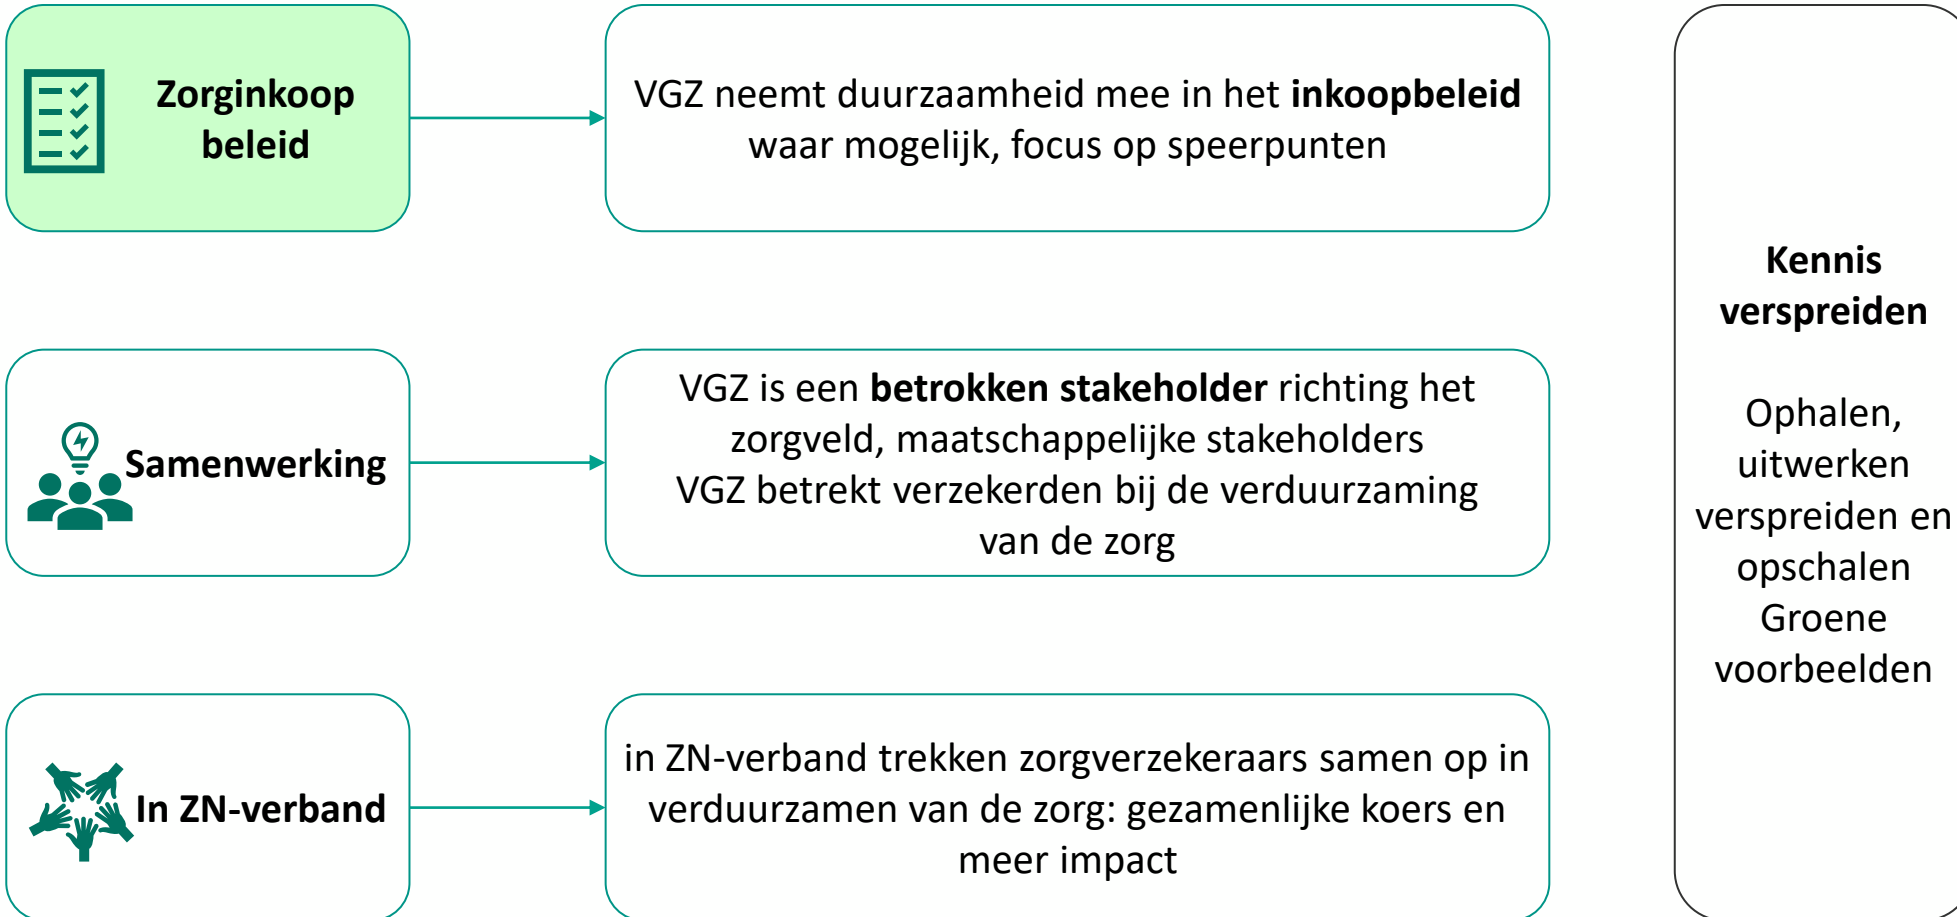 Zorginkoop
beleid
VGZ neemt duurzaamheid mee in het inkoopbeleid
waar mogelijk, focus op speerpunten
Samenwerking
VGZ is een betrokken stakeholder richting het
zorgveld, maatschappelijke stakeholders
VGZ betrekt verzekerden bij de verduurzaming
van de zorg
In ZN-verband
in ZN-verband trekken zorgverzekeraars samen op in
verduurzamen van de zorg: gezamenlijke koers en
meer impact
Kennis
verspreiden
Ophalen,
uitwerken
verspreiden en
opschalen
Groene
voorbeelden